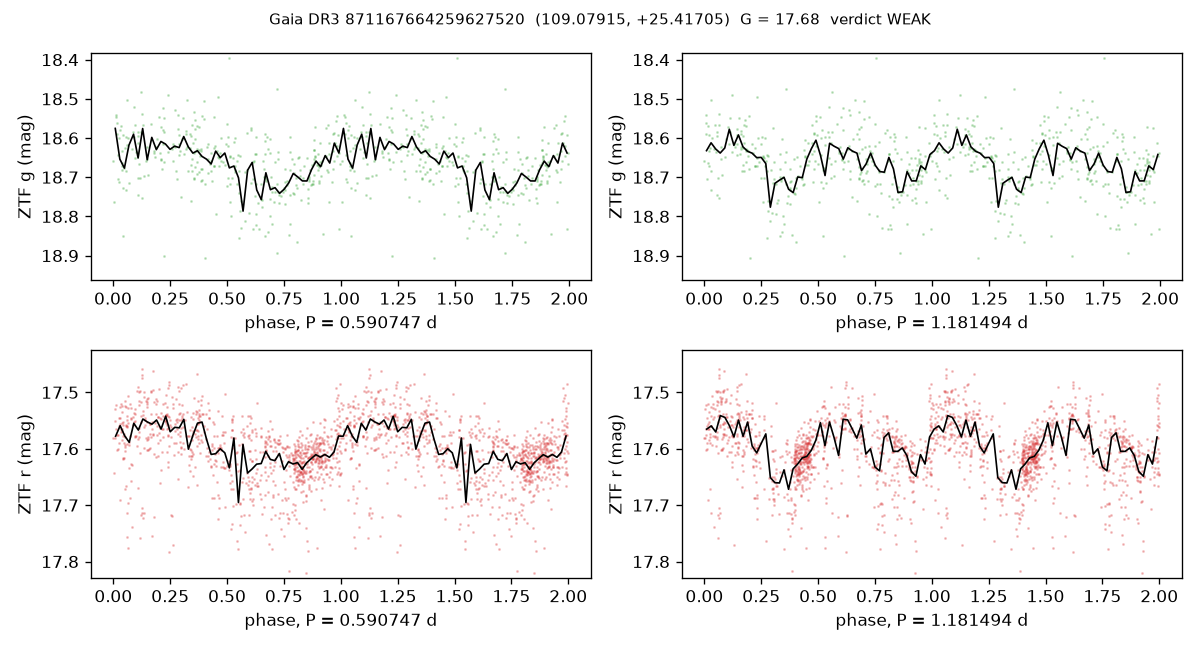 Gaia DR3 871167664259627520  (109.07915, +25.41705)  G = 17.68  verdict WEAK
ZTF g (mag)
18.4
18.5
18.6
18.7
18.8
18.9
0.00 0.25 0.50 0.75 1.00 1.25 1.50 1.75 2.00
phase, P = 0.590747 d
ZTF g (mag)
18.4
18.5
18.6
18.7
18.8
18.9
0.00 0.25 0.50 0.75 1.00 1.25 1.50 1.75 2.00
phase, P = 1.181494 d
ZTF r (mag)
17.5
17.6
17.7
17.8
0.00 0.25 0.50 0.75 1.00 1.25 1.50 1.75 2.00
phase, P = 0.590747 d
ZTF r (mag)
17.5
17.6
17.7
17.8
0.00 0.25 0.50 0.75 1.00 1.25 1.50 1.75 2.00
phase, P = 1.181494 d